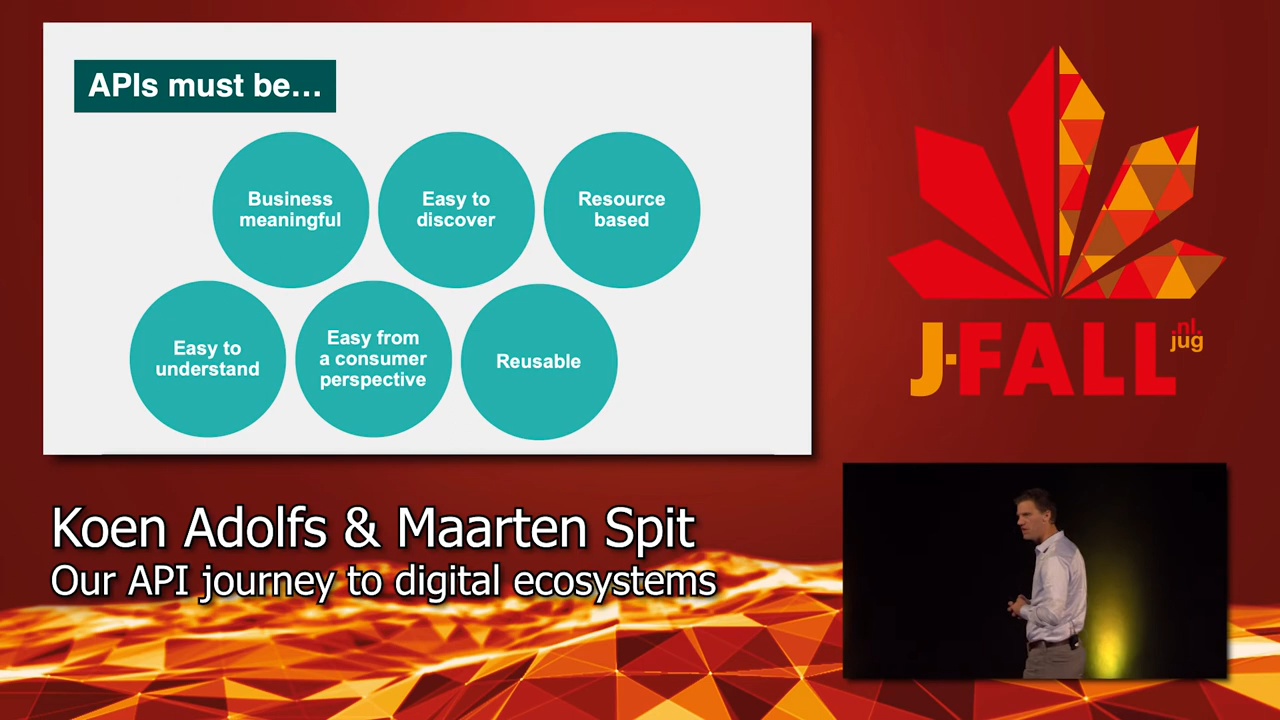 APIs must be...
Business
meaningful
Easy to
discover
Resource
based
Easy to
understand
Easy from
a consumer
perspective
Reusable
J-FALL
nl.
jug
Koen Adolfs & Maarten Spit
Our API journey to digital ecosystems